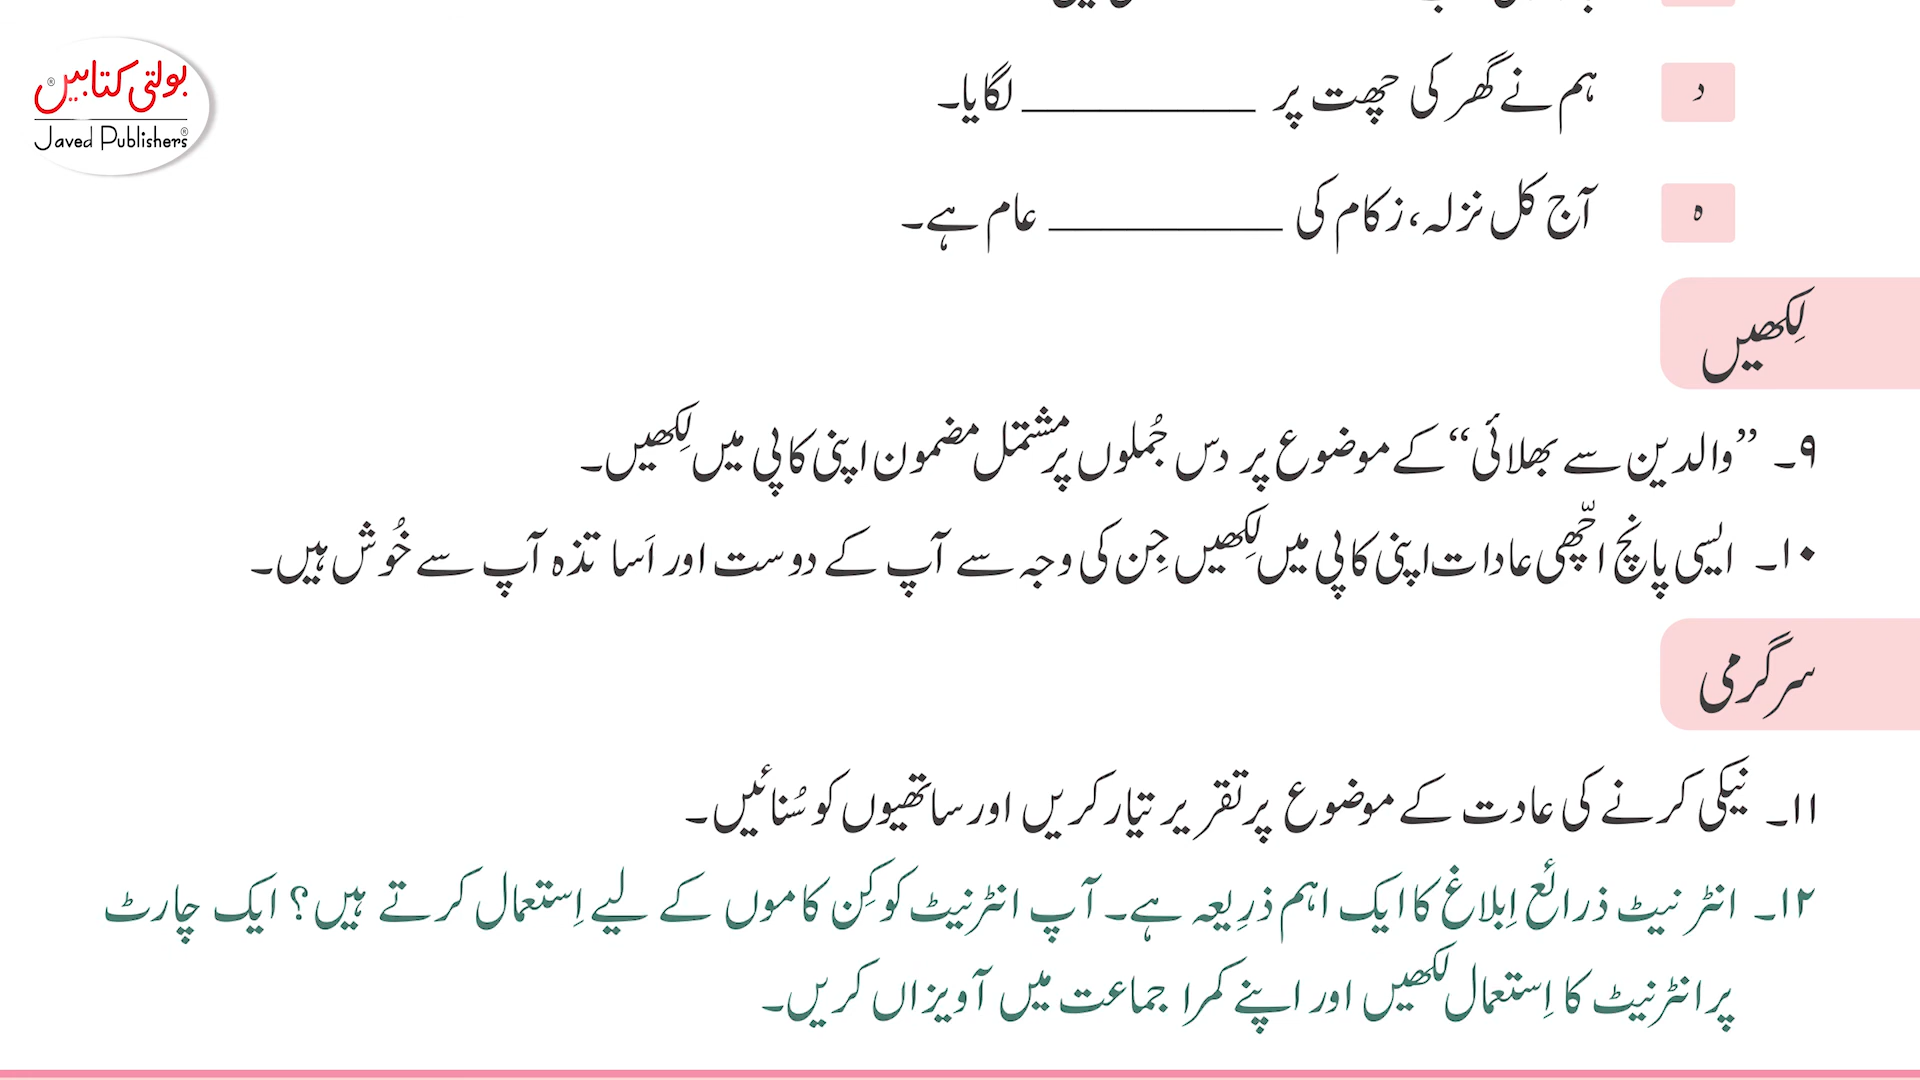 بولتی کتابیں®
Javed Publishers®
د ہم نے گھر کی چھت پر __________ لگایا۔
ہ آج کل نزلہ، زکام کی __________ عام ہے۔
لِکھیں
۹۔ ”والدین سے بھلائی“ کے موضوع پر دس جُملوں پر مشتمل مضمون اپنی کاپی میں لِکھیں۔
۱۰۔ ایسی پانچ اچّھی عادات اپنی کاپی میں لِکھیں جِن کی وجہ سے آپ کے دوست اور اَساتذہ آپ سے خُوش ہیں۔
سرگرمی
۱۱۔ نیکی کرنے کی عادت کے موضوع پر تقریر تیّار کریں اور ساتھیوں کو سُنائیں۔
۱۲۔ انٹرنیٹ ذرائع اِبلاغ کا ایک اہم ذرِیعہ ہے۔ آپ انٹرنیٹ کو کِن کاموں کے لیے اِستعمال کرتے ہیں؟ ایک چارٹ
پر انٹرنیٹ کا اِستعمال لکھیں اور اپنے کمرا جماعت میں آویزاں کریں۔